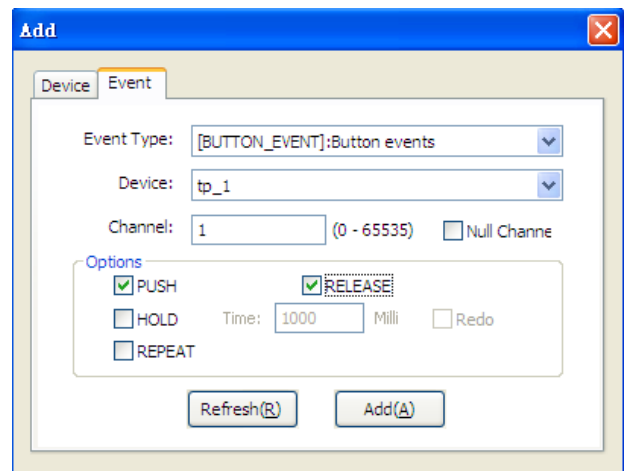 Add
Device Event
Event Type: [BUTTON_EVENT]:Button events
Device: tp_1
Channel: 1 (0 - 65535) Null Channe
Options
PUSH RELEASE
HOLD Time: 1000 Milli Redo
REPEAT
Refresh(R) Add(A)